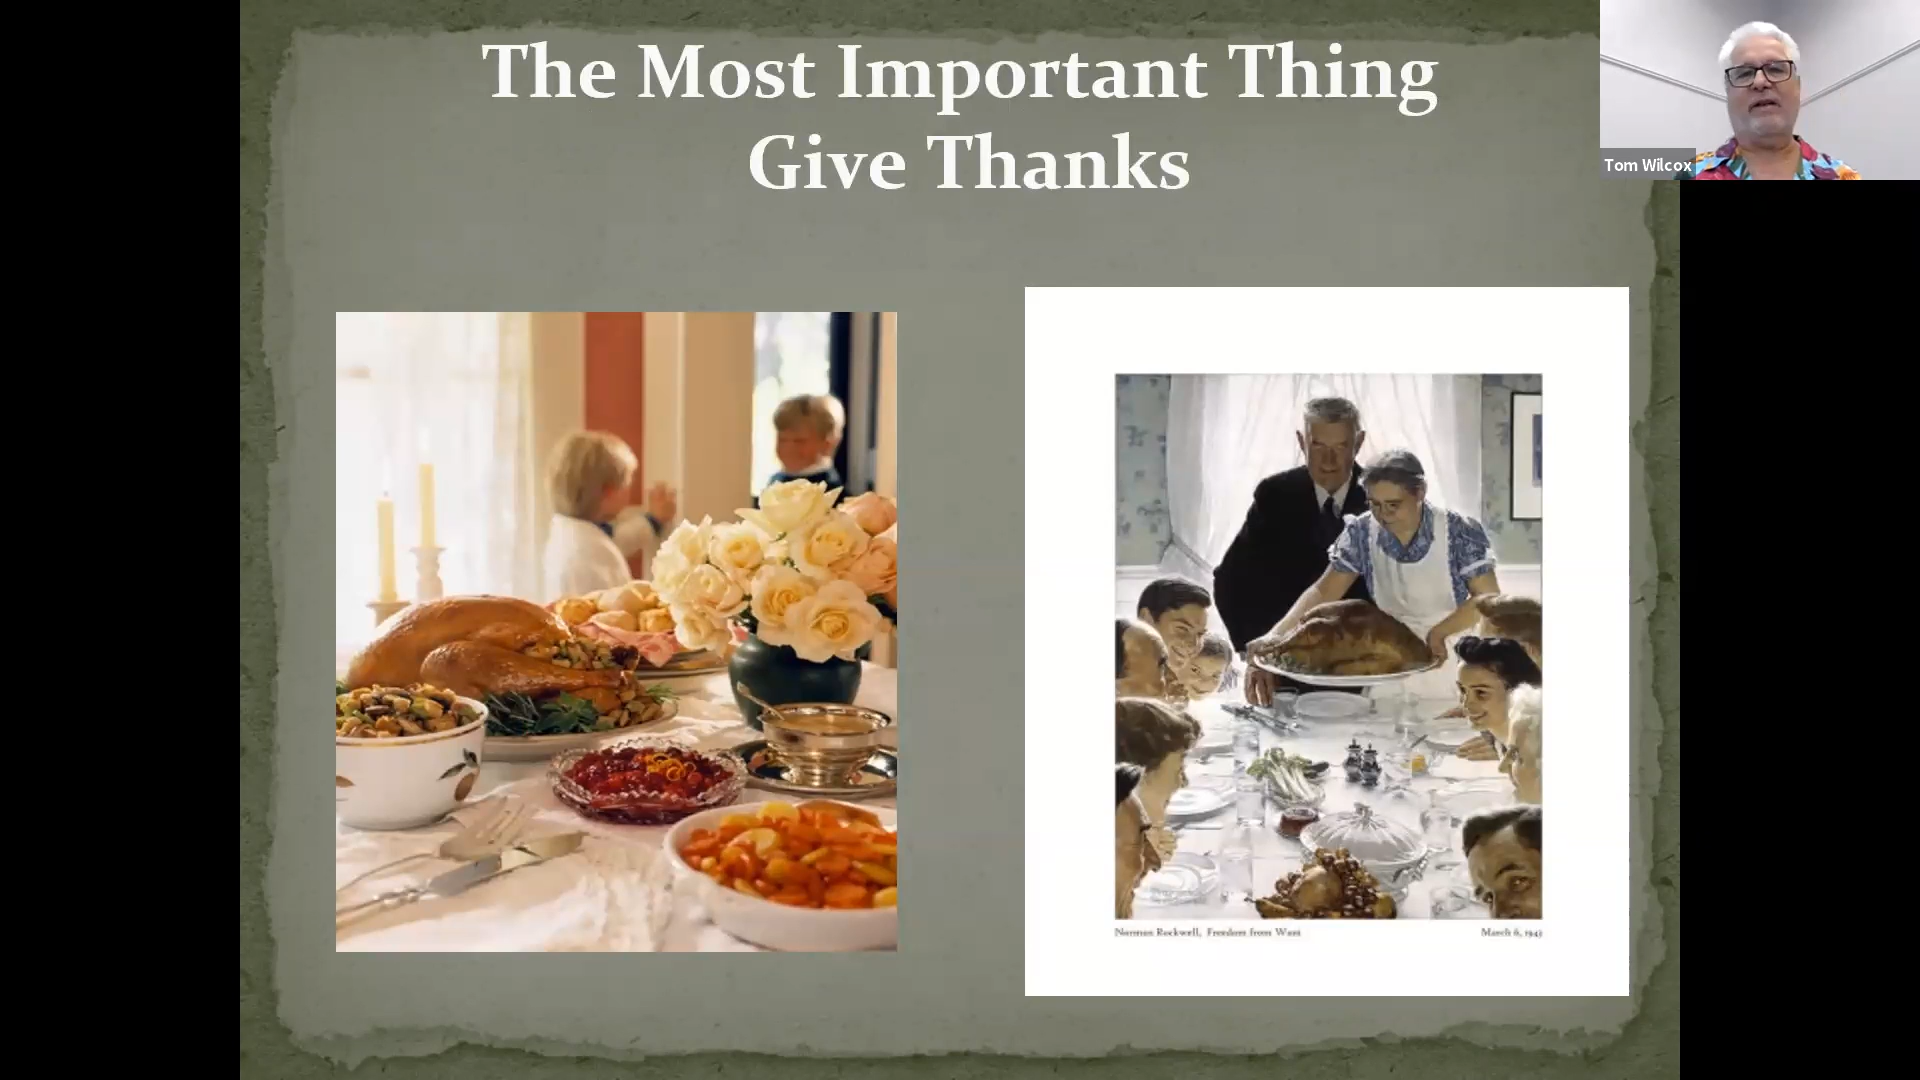 The Most Important Thing
Give Thanks
Tom Wilcox
Norman Rockwell, Freedom from Want
March 6, 1943